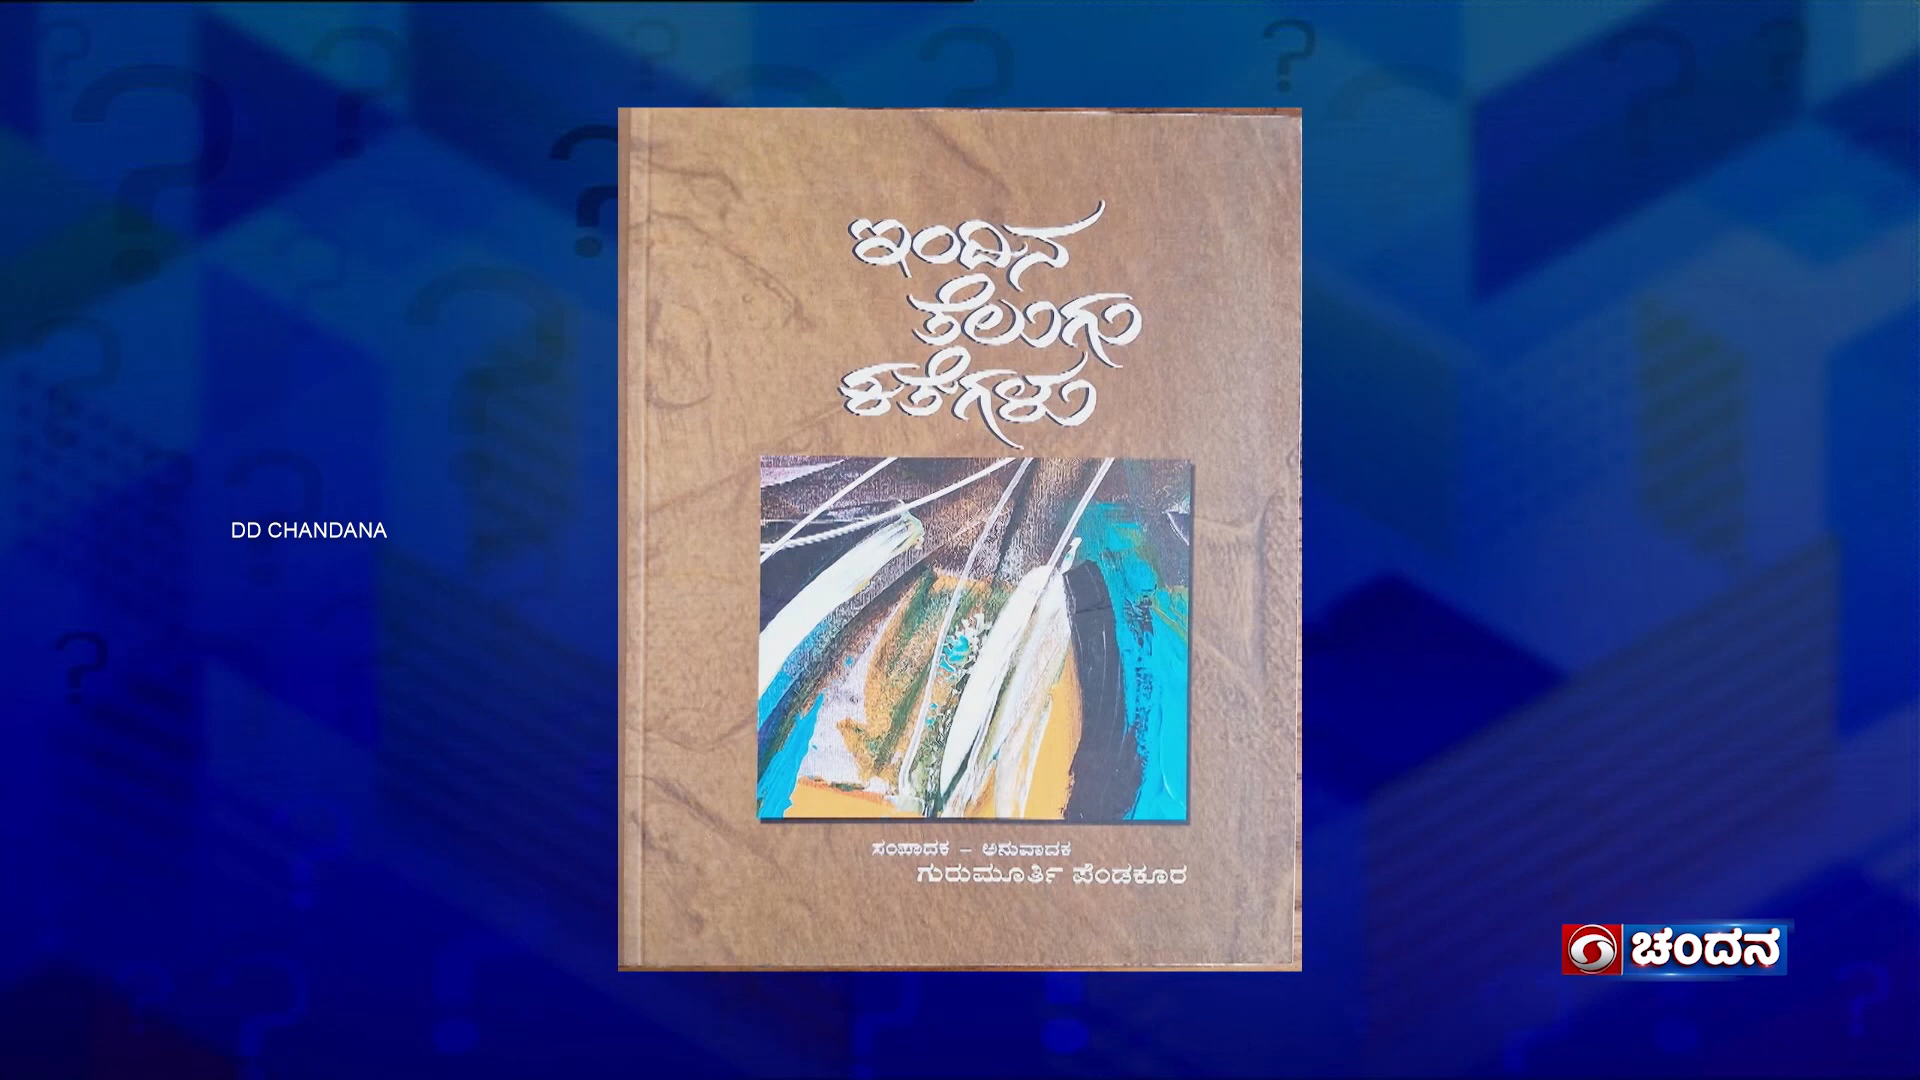 ಇಂದಿನ
ತೆಲುಗು
ಕತೆಗಳು
ಸಂಪಾದಕ – ಅನುವಾದಕ
ಗುರುಮೂರ್ತಿ ಪೆಂಡಕೂರ
DD CHANDANA
ಚಂದನ